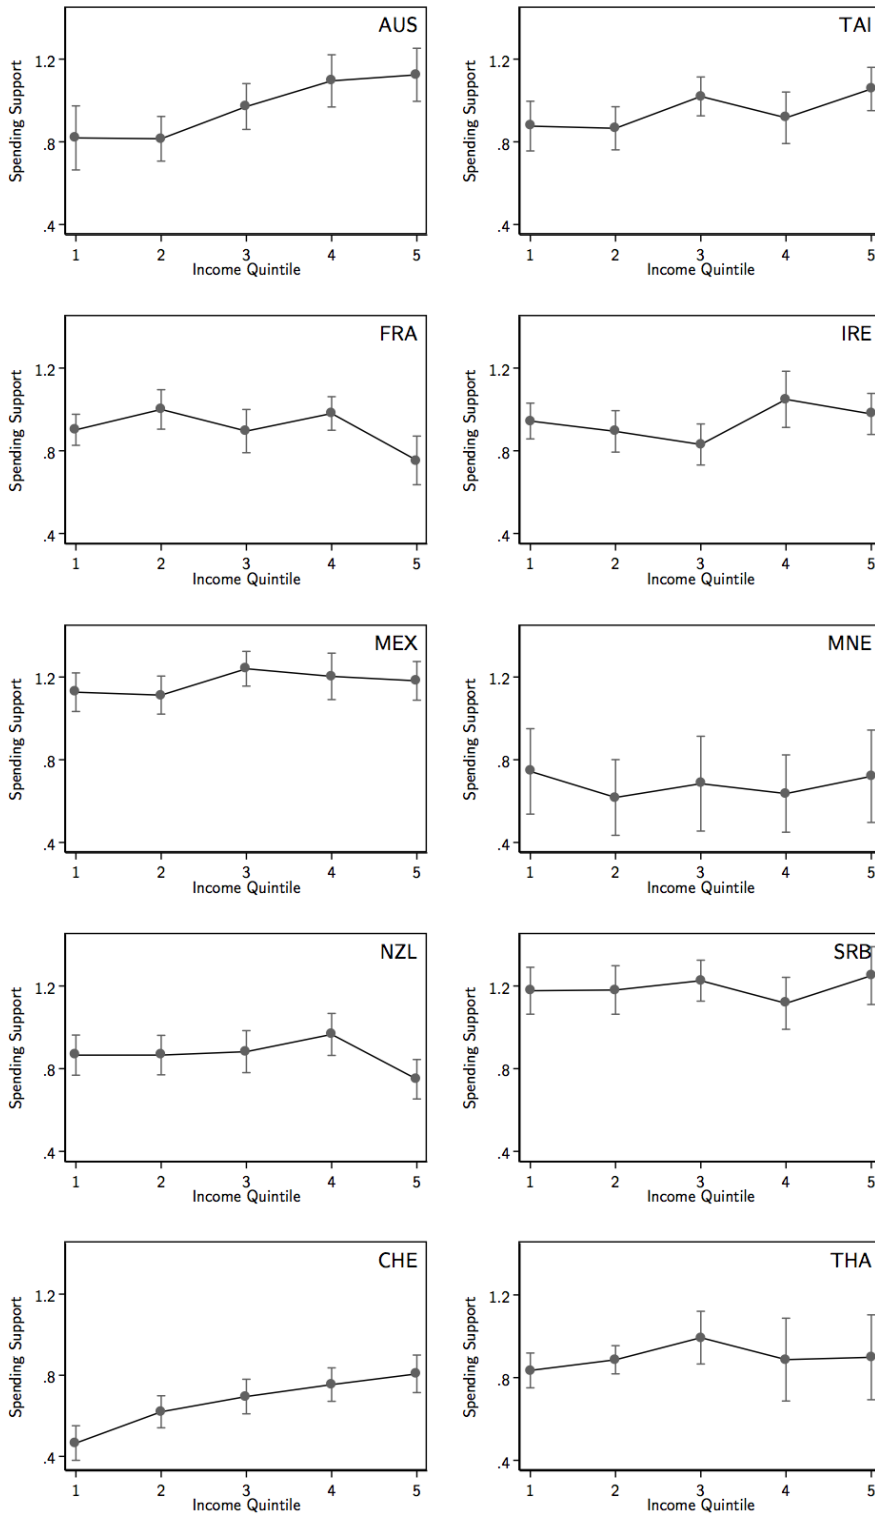 AUS
Spending Support
1.2
.8
.4
1 2 3 4 5
Income Quintile
TAI
Spending Support
1.2
.8
.4
1 2 3 4 5
Income Quintile
FRA
Spending Support
1.2
.8
.4
1 2 3 4 5
Income Quintile
IRE
Spending Support
1.2
.8
.4
1 2 3 4 5
Income Quintile
MEX
Spending Support
1.2
.8
.4
1 2 3 4 5
Income Quintile
MNE
Spending Support
1.2
.8
.4
1 2 3 4 5
Income Quintile
NZL
Spending Support
1.2
.8
.4
1 2 3 4 5
Income Quintile
SRB
Spending Support
1.2
.8
.4
1 2 3 4 5
Income Quintile
CHE
Spending Support
1.2
.8
.4
1 2 3 4 5
Income Quintile
THA
Spending Support
1.2
.8
.4
1 2 3 4 5
Income Quintile